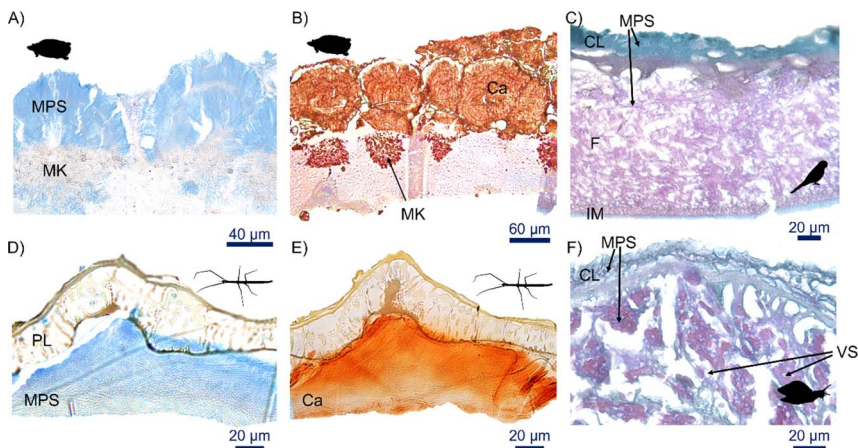 A)
MPS
MK
40 µm
B)
Ca
MK
60 µm
C)
MPS
CL
F
IM
20 µm
D)
PL
MPS
20 µm
E)
Ca
20 µm
F)
MPS
CL
VS
20 µm